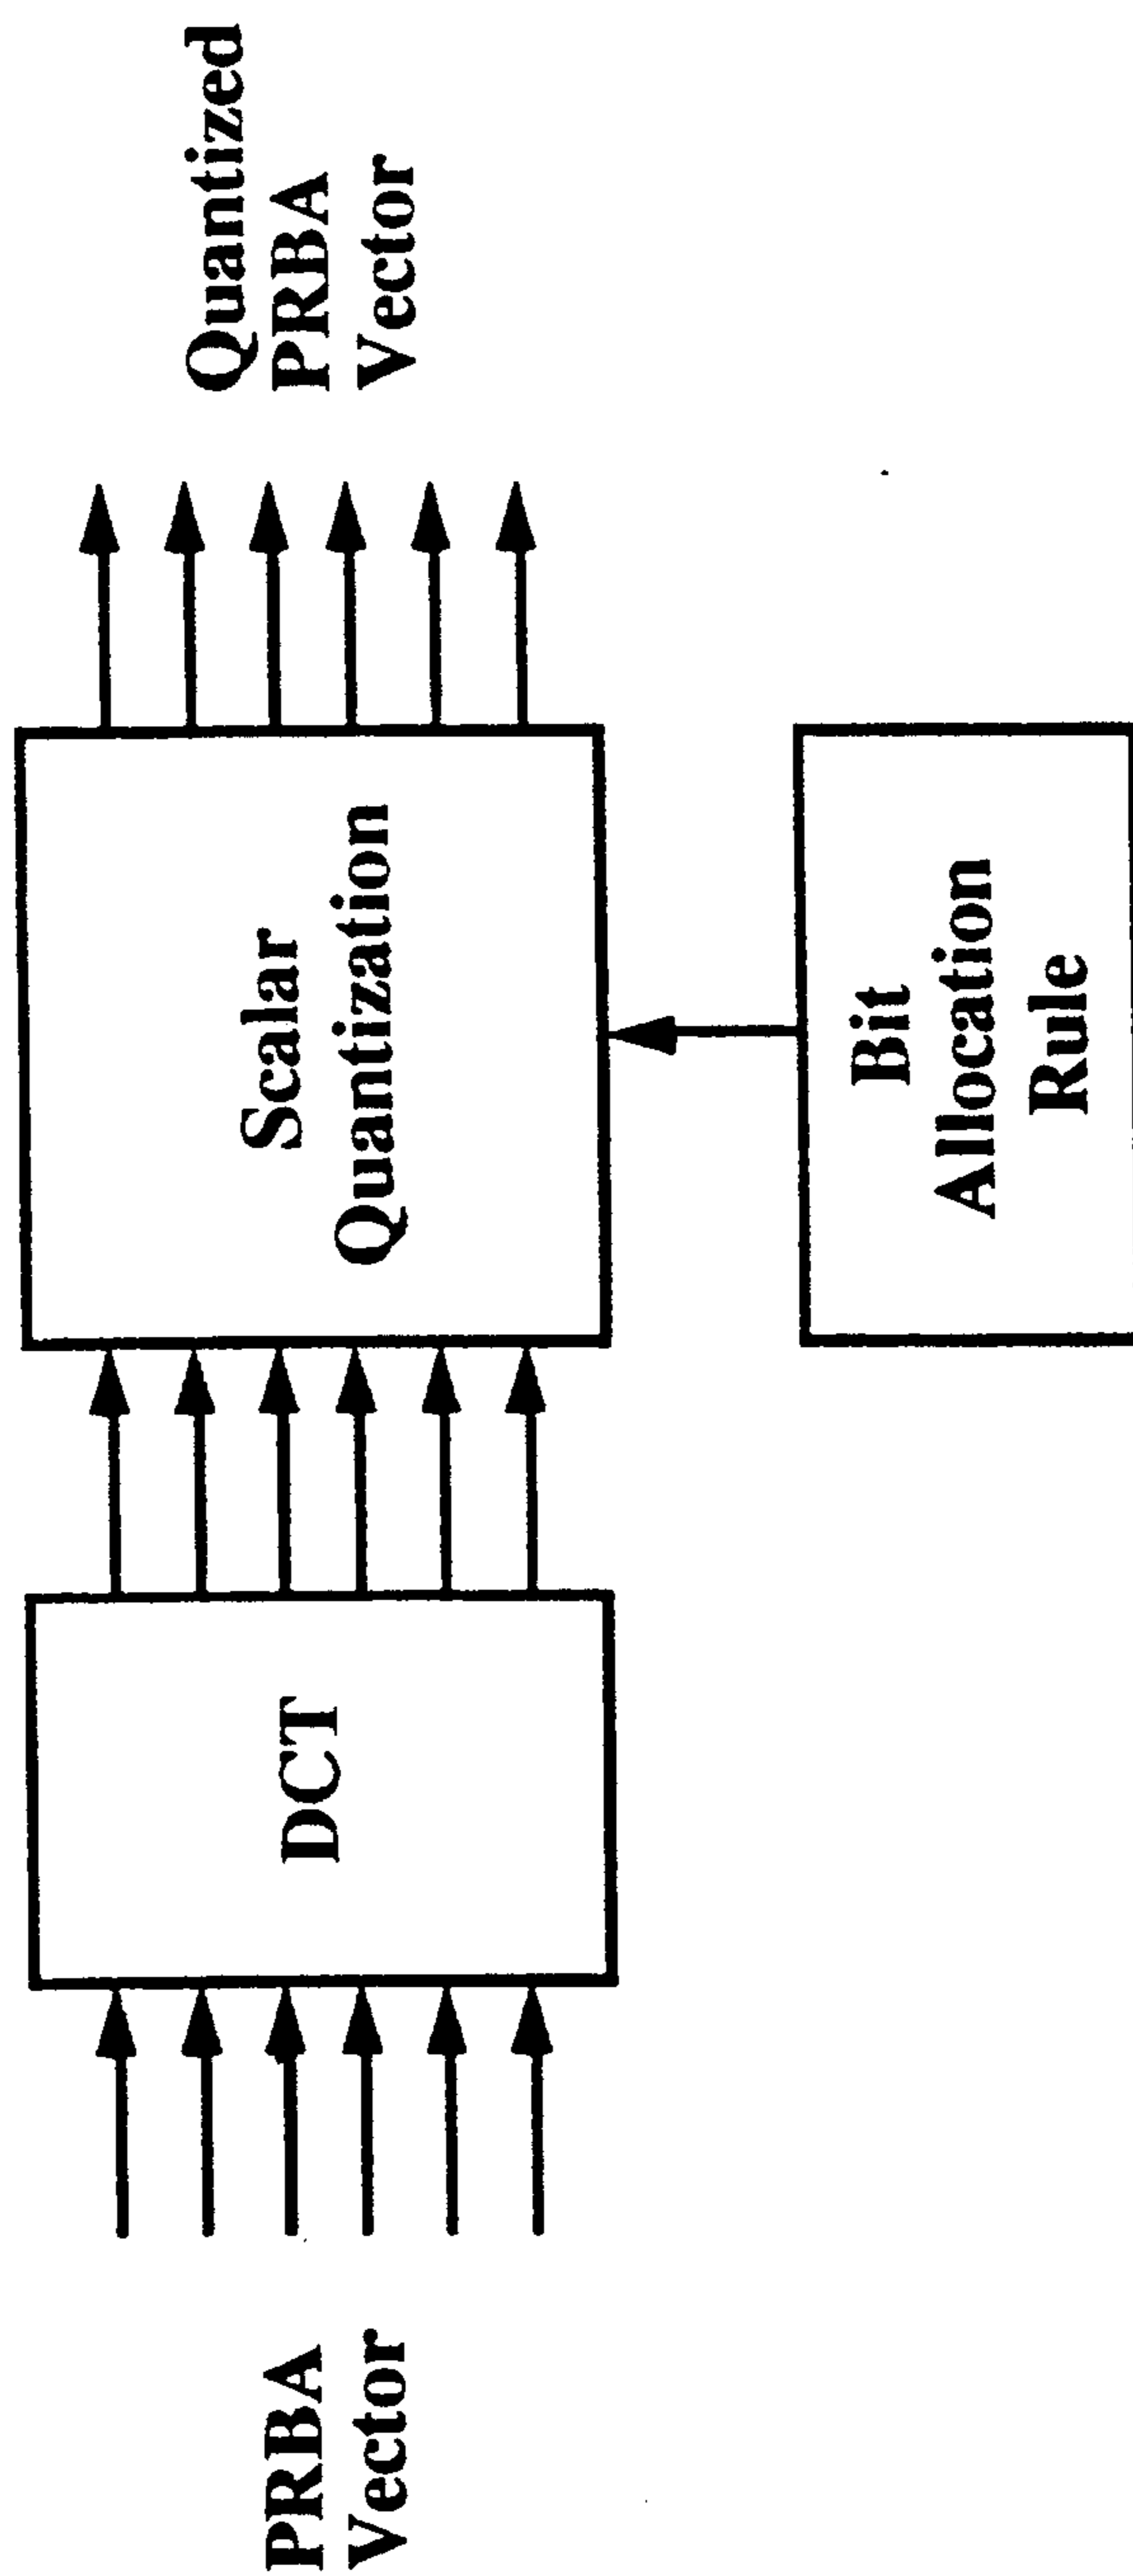 PRBA
Vector
DCT
Scalar
Quantization
Bit
Allocation
Rule
Quantized
PRBA
Vector